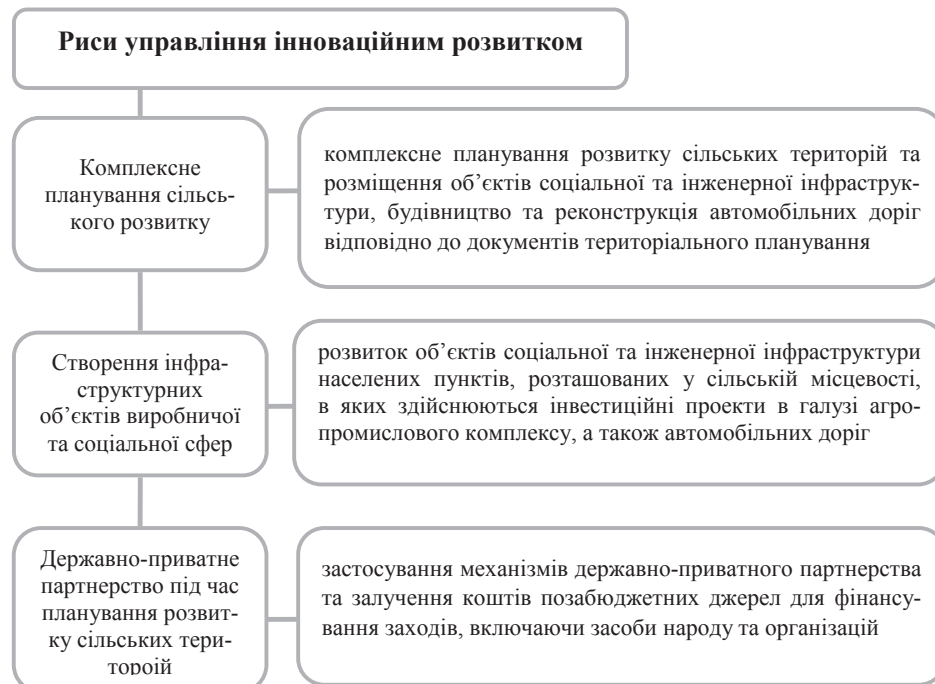 Риси управління інноваційним розвитком
Комплексне
планування сільсь-
кого розвитку
комплексне планування розвитку сільських територій та
розміщення об’єктів соціальної та інженерної інфраструк-
тури, будівництво та реконструкція автомобільних доріг
відповідно до документів територіального планування
Створення інфра-
структурних
об’єктів виробничої
та соціальної сфер
розвиток об’єктів соціальної та інженерної інфраструктури
населених пунктів, розташованих у сільській місцевості,
в яких здійснюються інвестиційні проекти в галузі агро-
промислового комплексу, а також автомобільних доріг
Державно-приватне
партнерство під час
планування розвит-
ку сільських тери-
тороій
застосування механізмів державно-приватного партнерства
та залучення коштів позабюджетних джерел для фінансу-
вання заходів, включаючи засоби народу та організацій